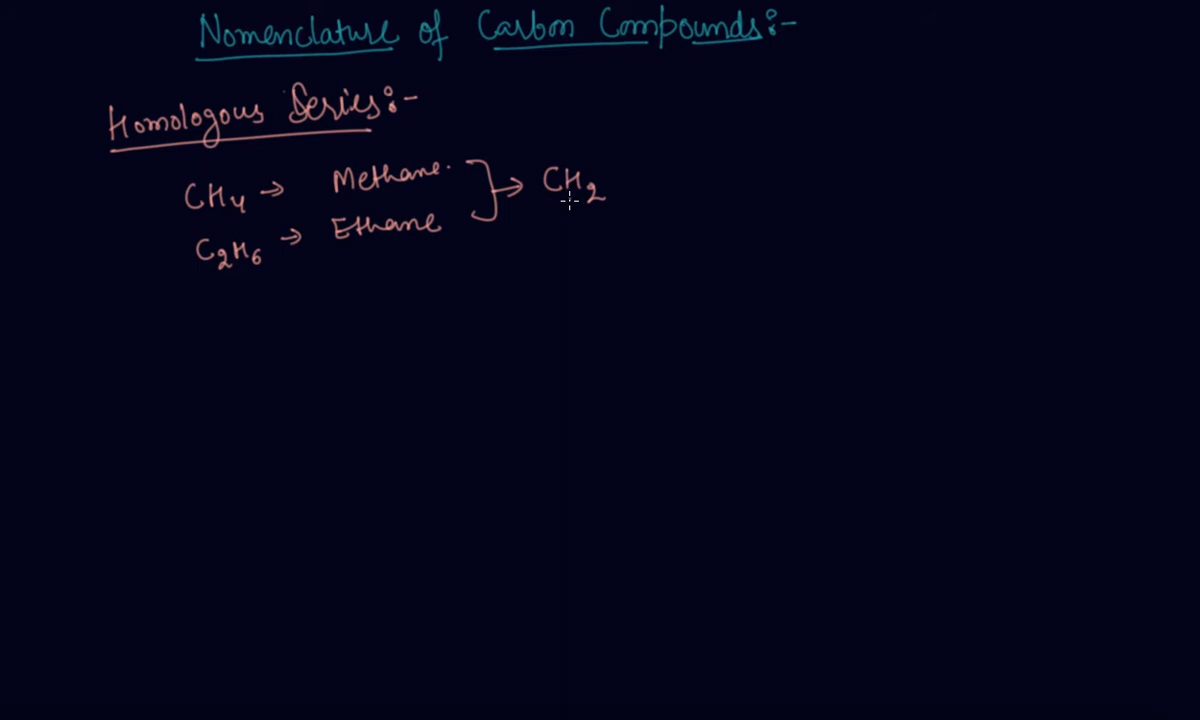 Nomenclature of Carbon Compounds:-
Homologous Series:-
CH₄ → Methane. → CH₂
C₂H₆ → Ethane